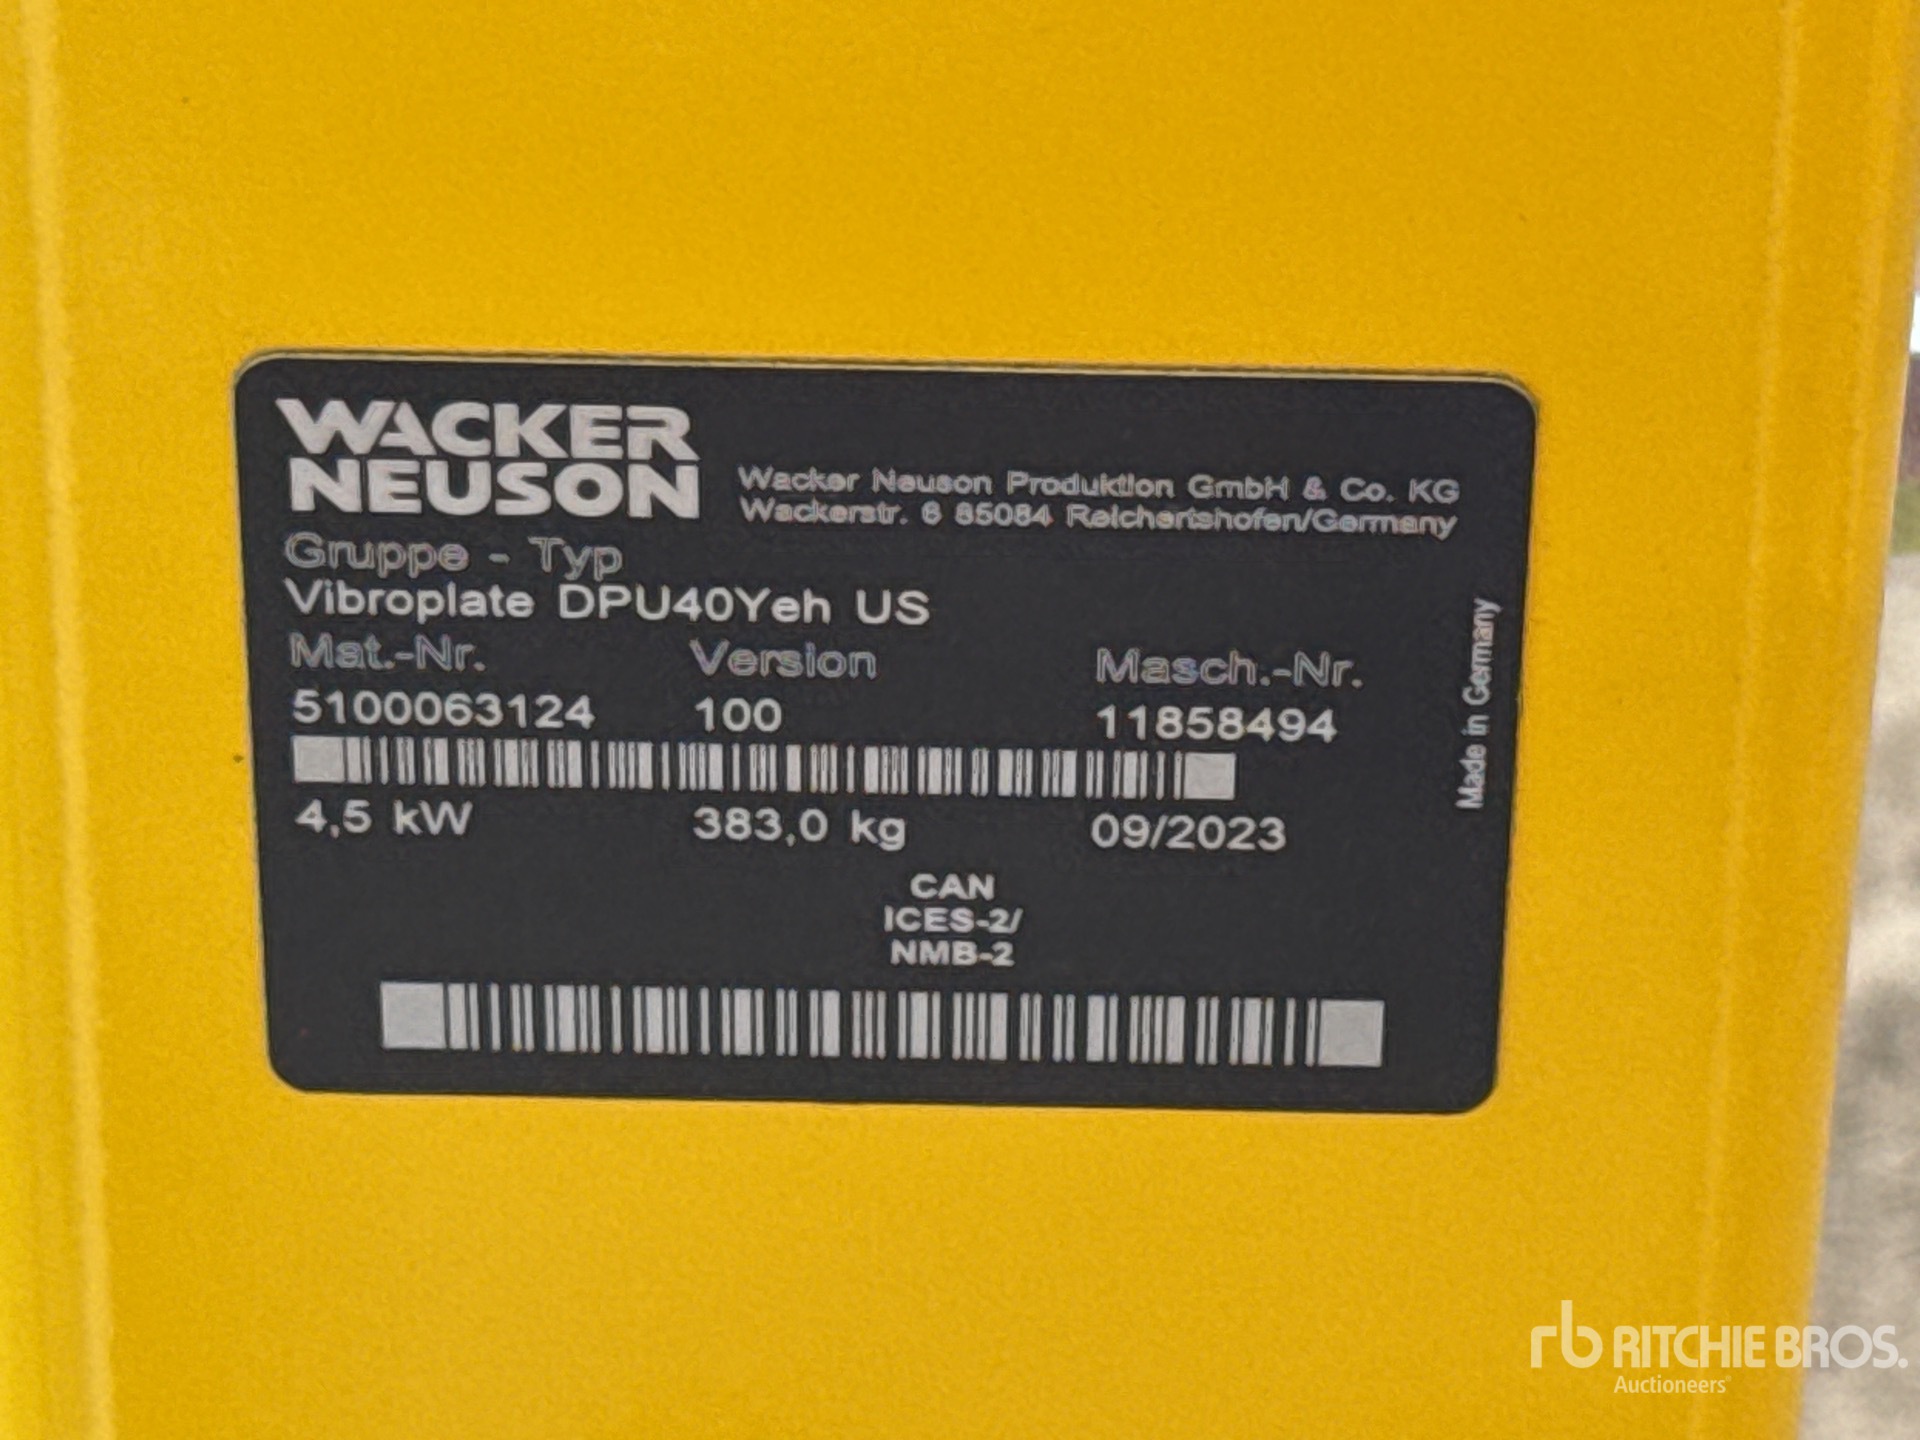 WACKER
NEUSON
Wacker Neuson Produktion GmbH & Co. KG
Wackerstr. 6 85084 Reichertshofen/Germany
Gruppe - Typ
Vibroplate DPU40Yeh US
Mat.-Nr. Version Masch.-Nr.
5100063124 100 11858494
4,5 kW 383,0 kg 09/2023
CAN
ICES-2/
NMB-2
Made in Germany
rb RITCHIE BROS.
Auctioneers